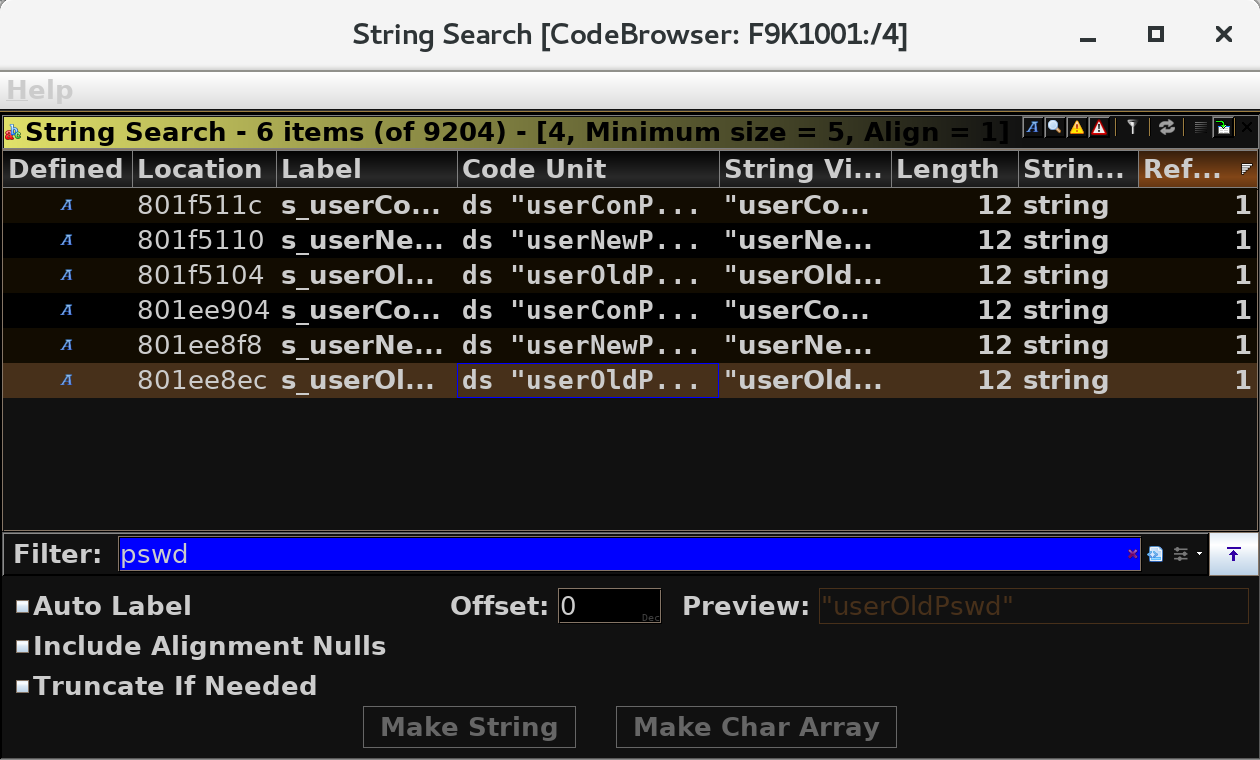 String Search [CodeBrowser: F9K1001:/4]
Help
String Search - 6 items (of 9204) - [4, Minimum size = 5, Align = 1]
Defined Location Label Code Unit String Vi... Length Strin... Ref...
A 801f511c s_userCo... ds "userConP... "userCo... 12 string 1
A 801f5110 s_userNe... ds "userNewP... "userNe... 12 string 1
A 801f5104 s_userOl... ds "userOldP... "userOld... 12 string 1
A 801ee904 s_userCo... ds "userConP... "userCo... 12 string 1
A 801ee8f8 s_userNe... ds "userNewP... "userNe... 12 string 1
A 801ee8ec s_userOl... ds "userOldP... "userOld... 12 string 1
Filter: pswd
Auto Label Offset: 0 Dec Preview: "userOldPswd"
Include Alignment Nulls
Truncate If Needed
Make String Make Char Array